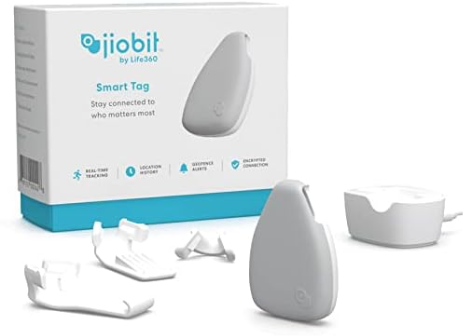 jiobit
by Life360
Smart Tag
Stay connected to
who matters most
REAL-TIME
TRACKING
LOCATION
HISTORY
GEOFENCE
ALERTS
ENCRYPTED
CONNECTION